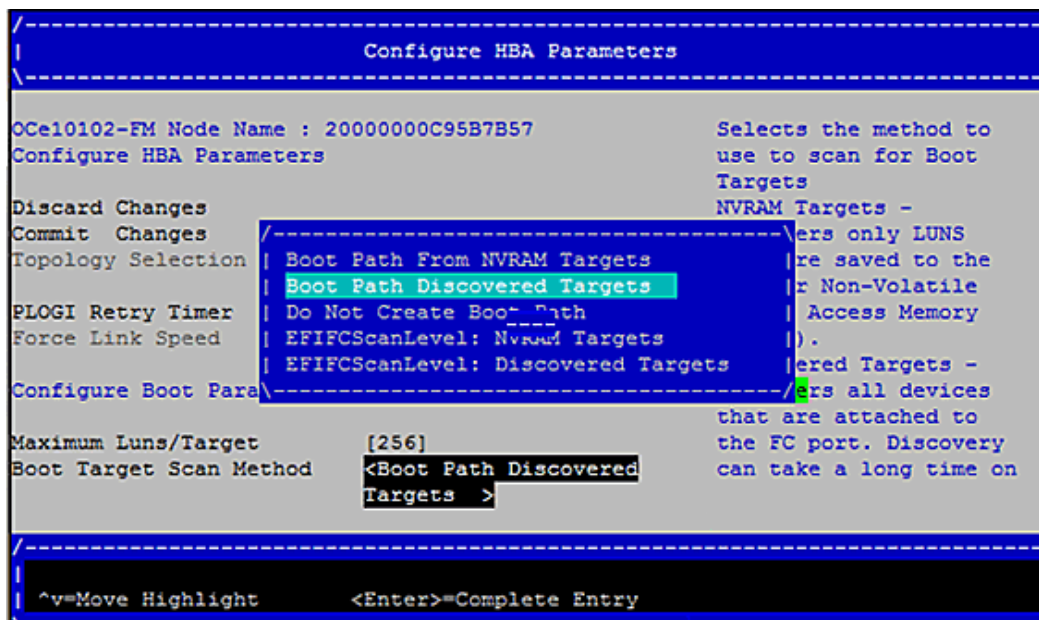 Configure HBA Parameters
OCe10102-FM Node Name : 20000000C95B7B57
Configure HBA Parameters
Discard Changes
Commit Changes
Topology Selection
PLOGI Retry Timer
Force Link Speed
Configure Boot Para
Maximum Luns/Target [256]
Boot Target Scan Method <Boot Path Discovered
Targets >
Boot Path From NVRAM Targets
Boot Path Discovered Targets
Do Not Create Boot Path
EFIFCScanLevel: NVRAM Targets
EFIFCScanLevel: Discovered Targets
Selects the method to
use to scan for Boot
Targets
NVRAM Targets -
ers only LUNS
re saved to the
r Non-Volatile
Access Memory
).
ered Targets -
ers all devices
that are attached to
the FC port. Discovery
can take a long time on
^v=Move Highlight <Enter>=Complete Entry